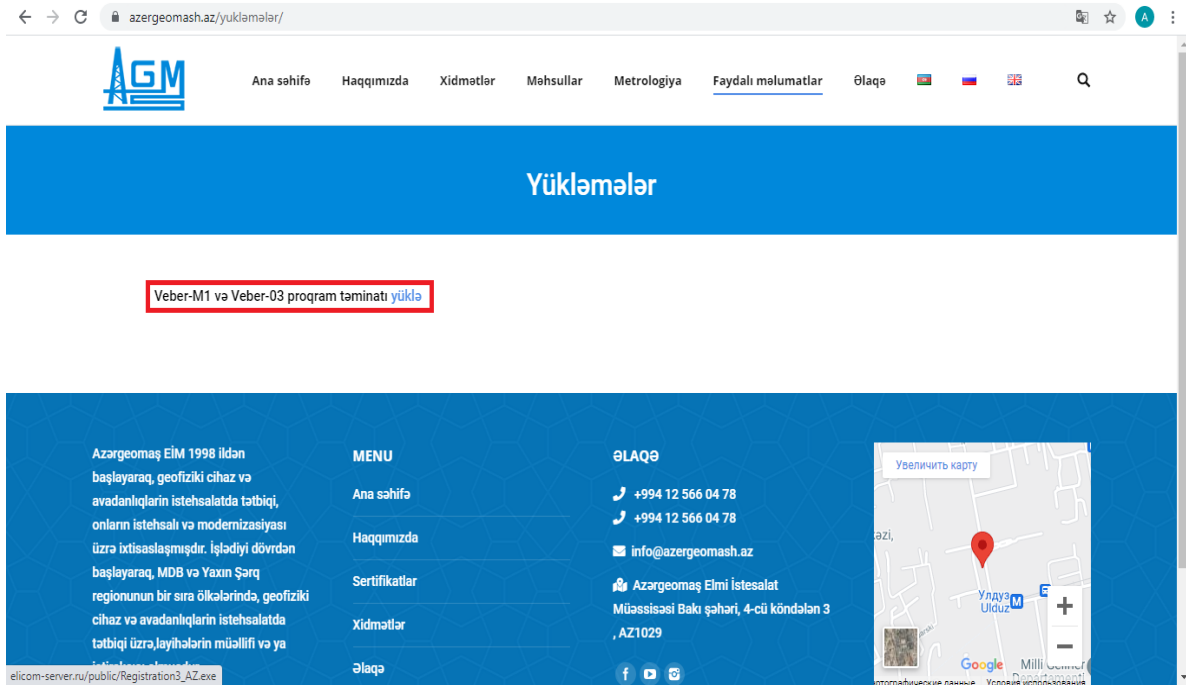 azergeomash.az/yükləmələr/
A
AGM
Ana səhifə Haqqımızda Xidmətlər Məhsullar Metrologiya Faydalı məlumatlar Əlaqə
Yükləmələr
Veber-M1 və Veber-03 proqram təminatı yüklə
Azərgeomaş EİM 1998 ildən
başlayaraq, geofiziki cihaz və
avadanlıqlarin istehsalatda tətbiqi,
onların istehsalı və modernizasiyası
üzrə ixtisaslaşmışdır. İşlədiyi dövrdən
başlayaraq, MDB və Yaxın Şərq
regionunun bir sıra ölkələrində, geofiziki
cihaz və avadanlıqlarin istehsalatda
tətbiqi üzrə,layihələrin müəllifi və ya
MENU
Ana səhifə
Haqqımızda
Sertifikatlar
Xidmətlər
Əlaqə
ƏLAQƏ
+994 12 566 04 78
+994 12 566 04 78
info@azergeomash.az
Azərgeomaş Elmi İstesalat
Müəssisəsi Bakı şəhəri, 4-cü köndələn 3
, AZ1029
Увеличить карту
Улдуз
Ulduz
M
Google
Milli
Условия использования
elicom-server.ru/public/Registration3_AZ.exe